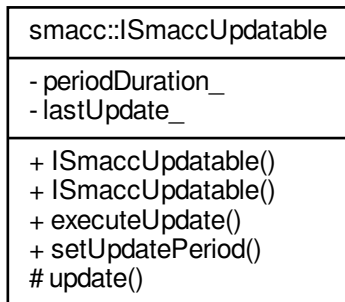 smacc::ISmaccUpdatable
- periodDuration_
- lastUpdate_
+ ISmaccUpdatable()
+ ISmaccUpdatable()
+ executeUpdate()
+ setUpdatePeriod()
# update()